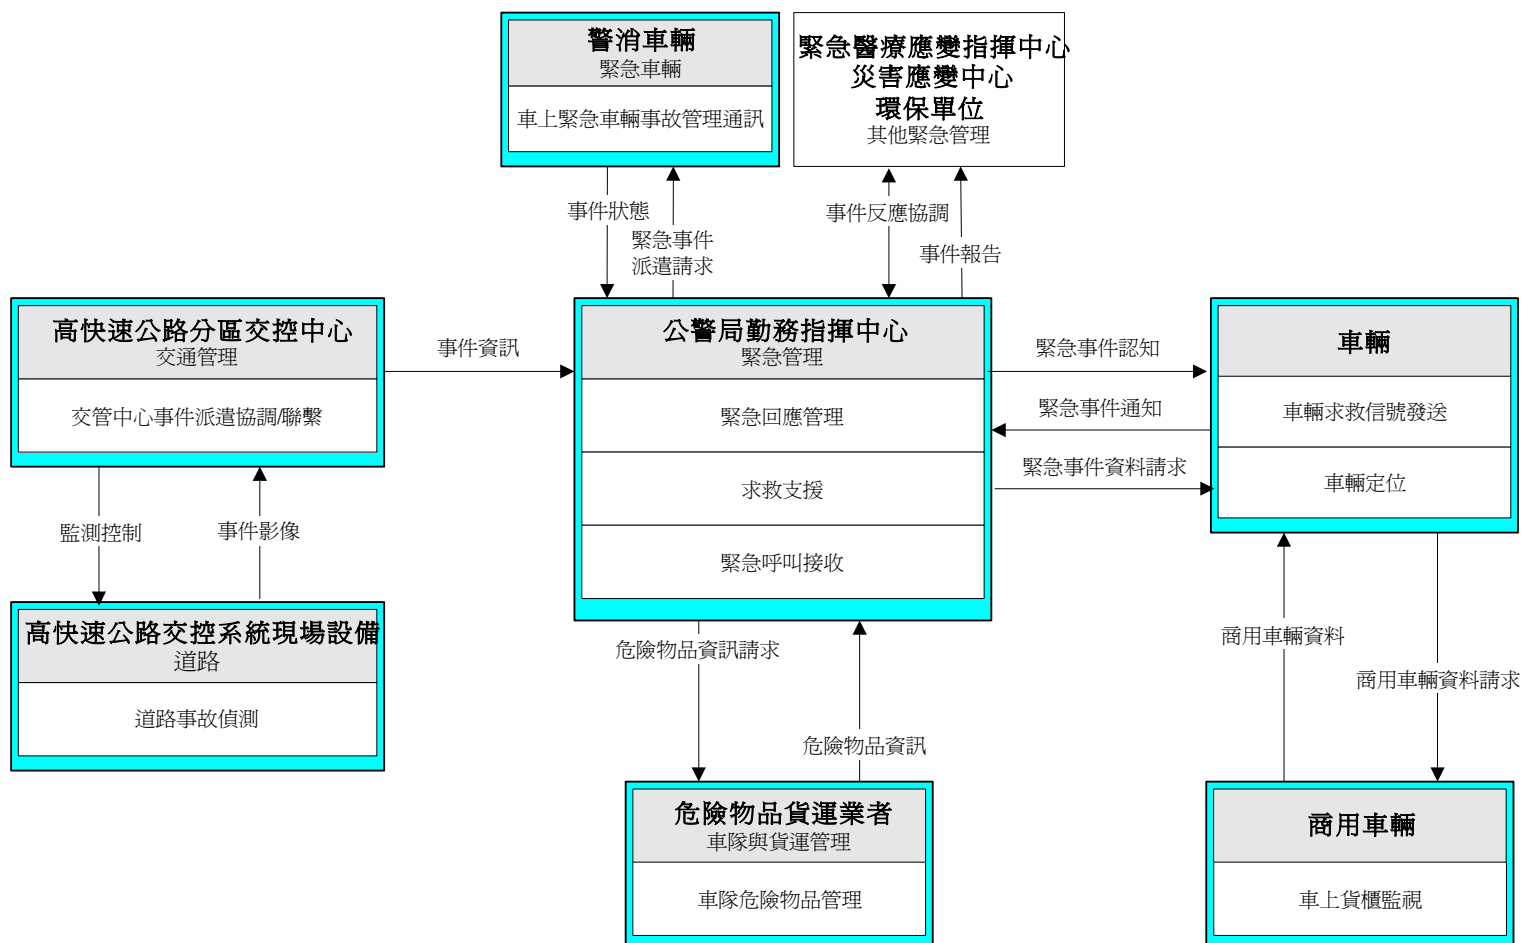 警消車輛
緊急車輛
車上緊急車輛事故管理通訊
緊急醫療應變指揮中心
災害應變中心
環保單位
其他緊急管理
事件狀態
緊急事件
派遣請求
事件反應協調
事件報告
高快速公路分區交控中心
交通管理
交管中心事件派遣協調/聯繫
事件資訊
公警局勤務指揮中心
緊急管理
緊急回應管理
求救支援
緊急呼叫接收
緊急事件認知
緊急事件通知
緊急事件資料請求
車輛
車輛求救信號發送
車輛定位
監測控制
事件影像
高快速公路交控系統現場設備
道路
道路事故偵測
危險物品資訊請求
危險物品資訊
商用車輛資料
商用車輛資料請求
危險物品貨運業者
車隊與貨運管理
車隊危險物品管理
商用車輛
車上貨櫃監視